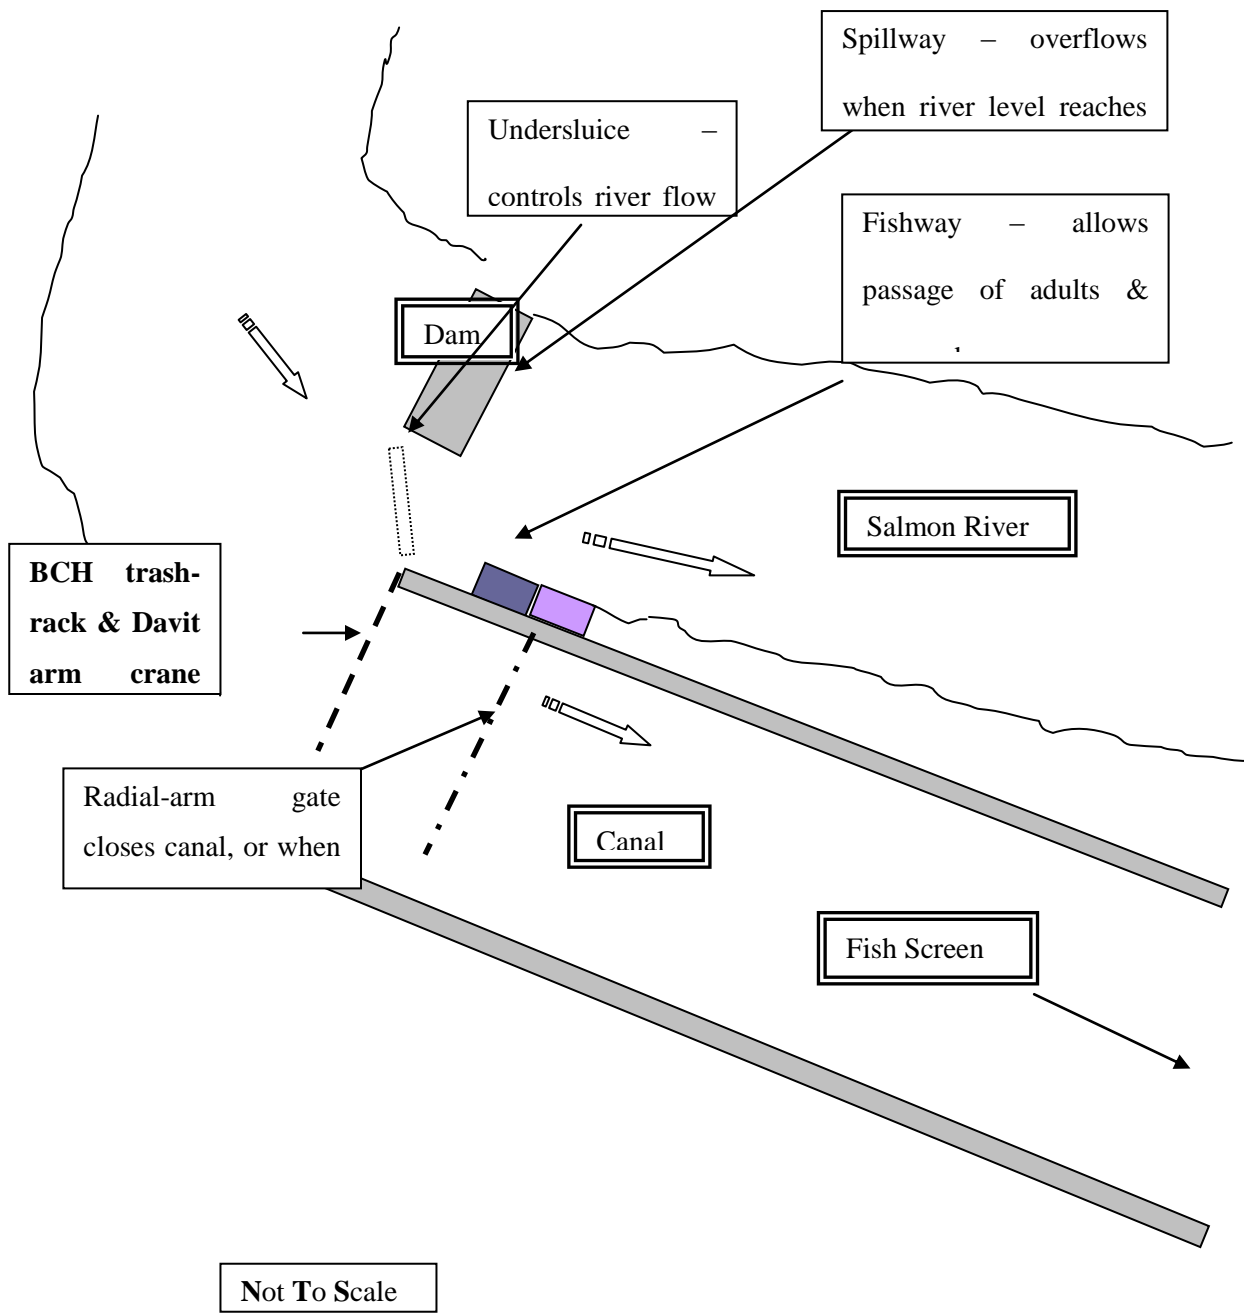 Spillway – overflows
when river level reaches
Undersluice –
controls river flow
Fishway – allows
passage of adults &
Dam
Salmon River
BCH trash-
rack & Davit
arm crane
Radial-arm gate
closes canal, or when
Canal
Fish Screen
Not To Scale